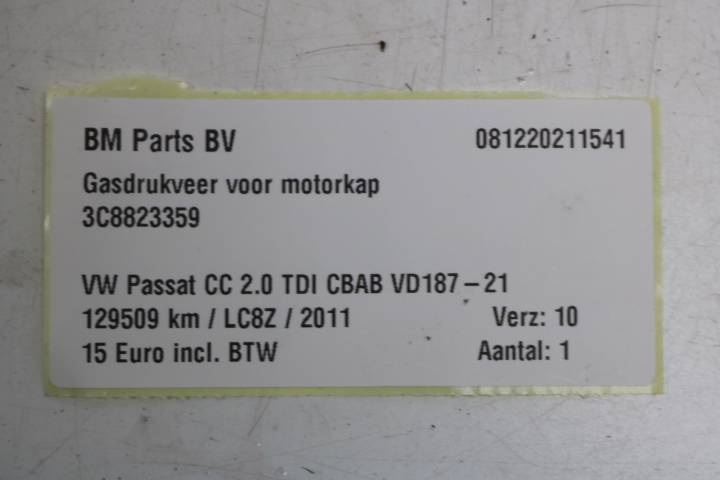 BM Parts BV 081220211541
Gasdrukveer voor motorkap
3C8823359
VW Passat CC 2.0 TDI CBAB VD187-21
129509 km / LC8Z / 2011 Verz: 10
15 Euro incl. BTW Aantal: 1